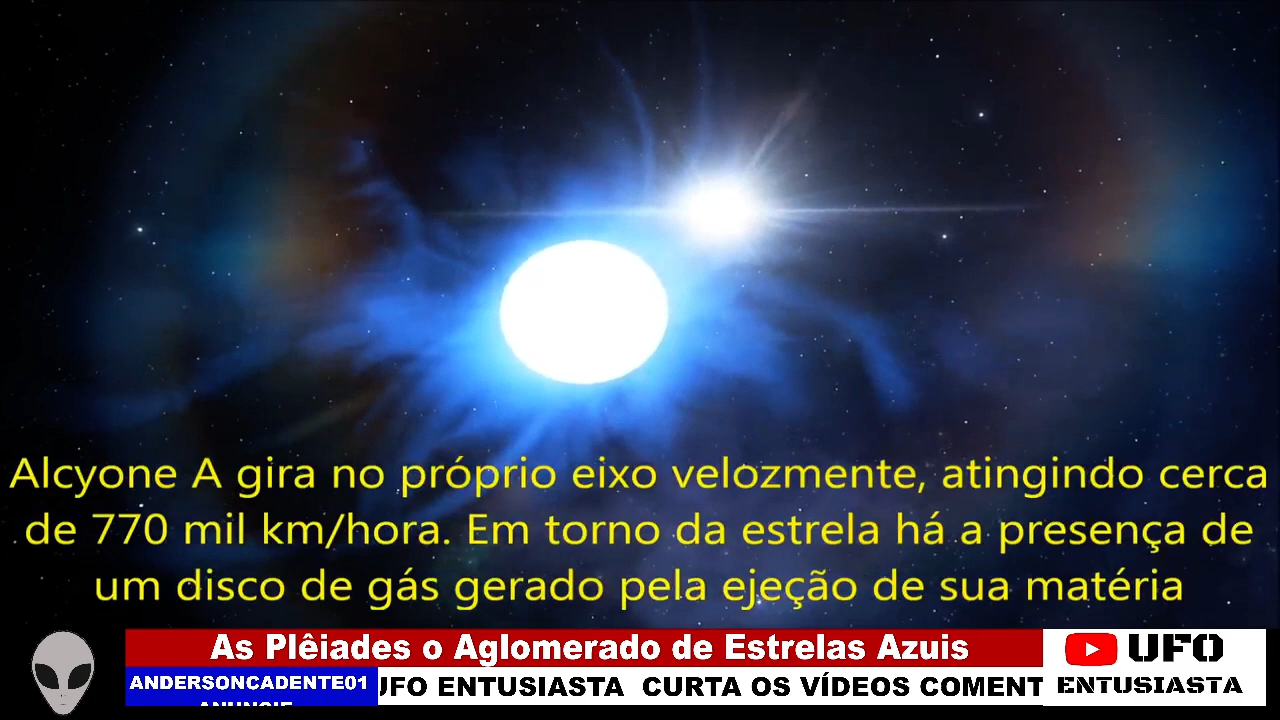 Alcyone A gira no próprio eixo velozmente, atingindo cerca
de 770 mil km/hora. Em torno da estrela há a presença de
um disco de gás gerado pela ejeção de sua matéria
As Plêiades o Aglomerado de Estrelas Azuis
UFO
ENTUSIASTA
ANDERSONCADENTE01
UFO ENTUSIASTA CURTA OS VÍDEOS COMENT
ANUNCIE